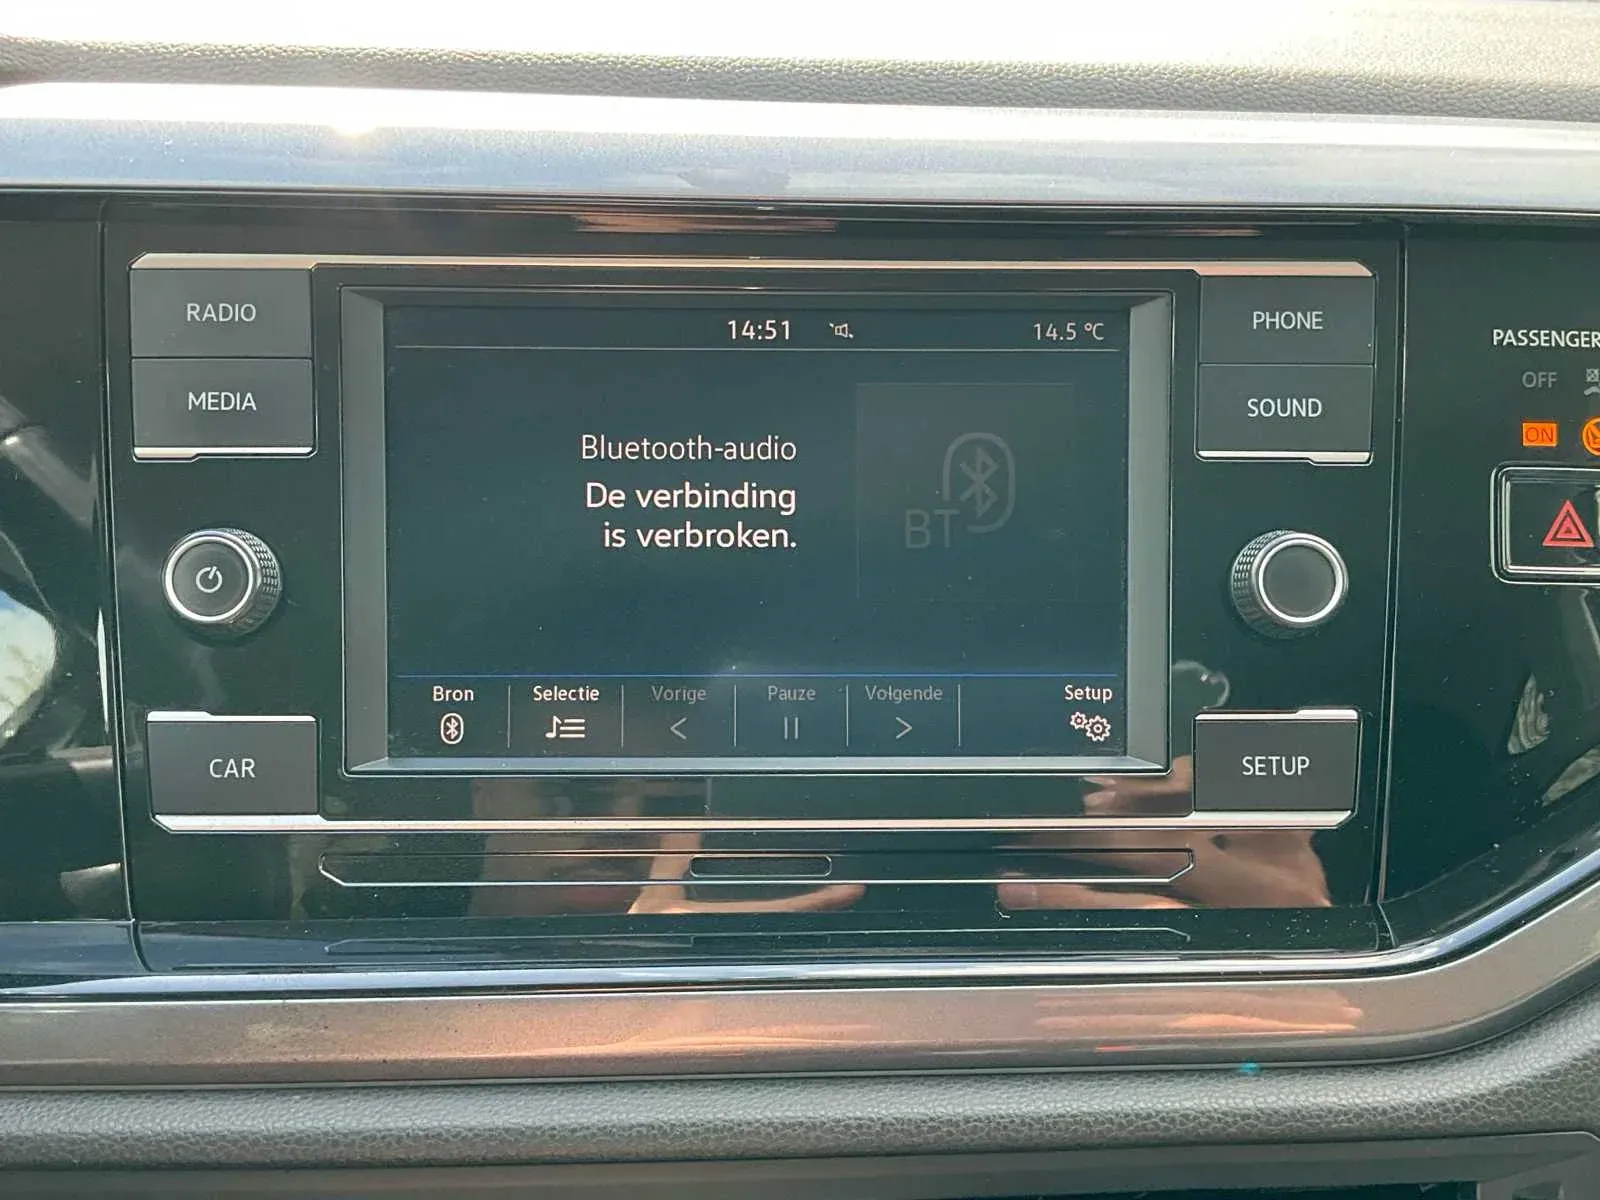 RADIO
MEDIA
CAR
14:51
14.5 °C
Bluetooth-audio
De verbinding
is verbroken.
BT
Bron
Selectie
Vorige
Pauze
Volgende
Setup
PHONE
SOUND
SETUP
PASSENGER
OFF
ON